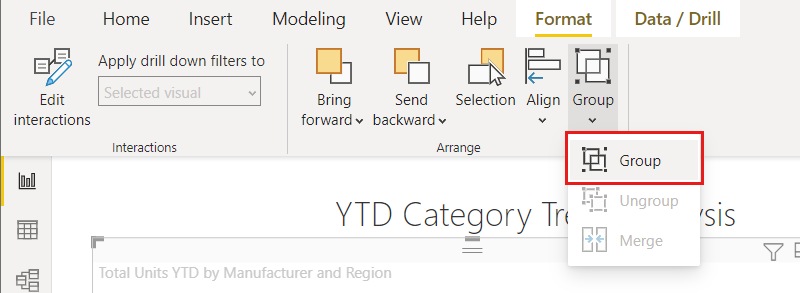 File Home Insert Modeling View Help Format Data / Drill
Apply drill down filters to
Selected visual
Edit
interactions
Bring
forward
Send
backward
Selection
Align
Group
Interactions
Arrange
Group
Ungroup
Merge
YTD Category Tre ysis
Total Units YTD by Manufacturer and Region